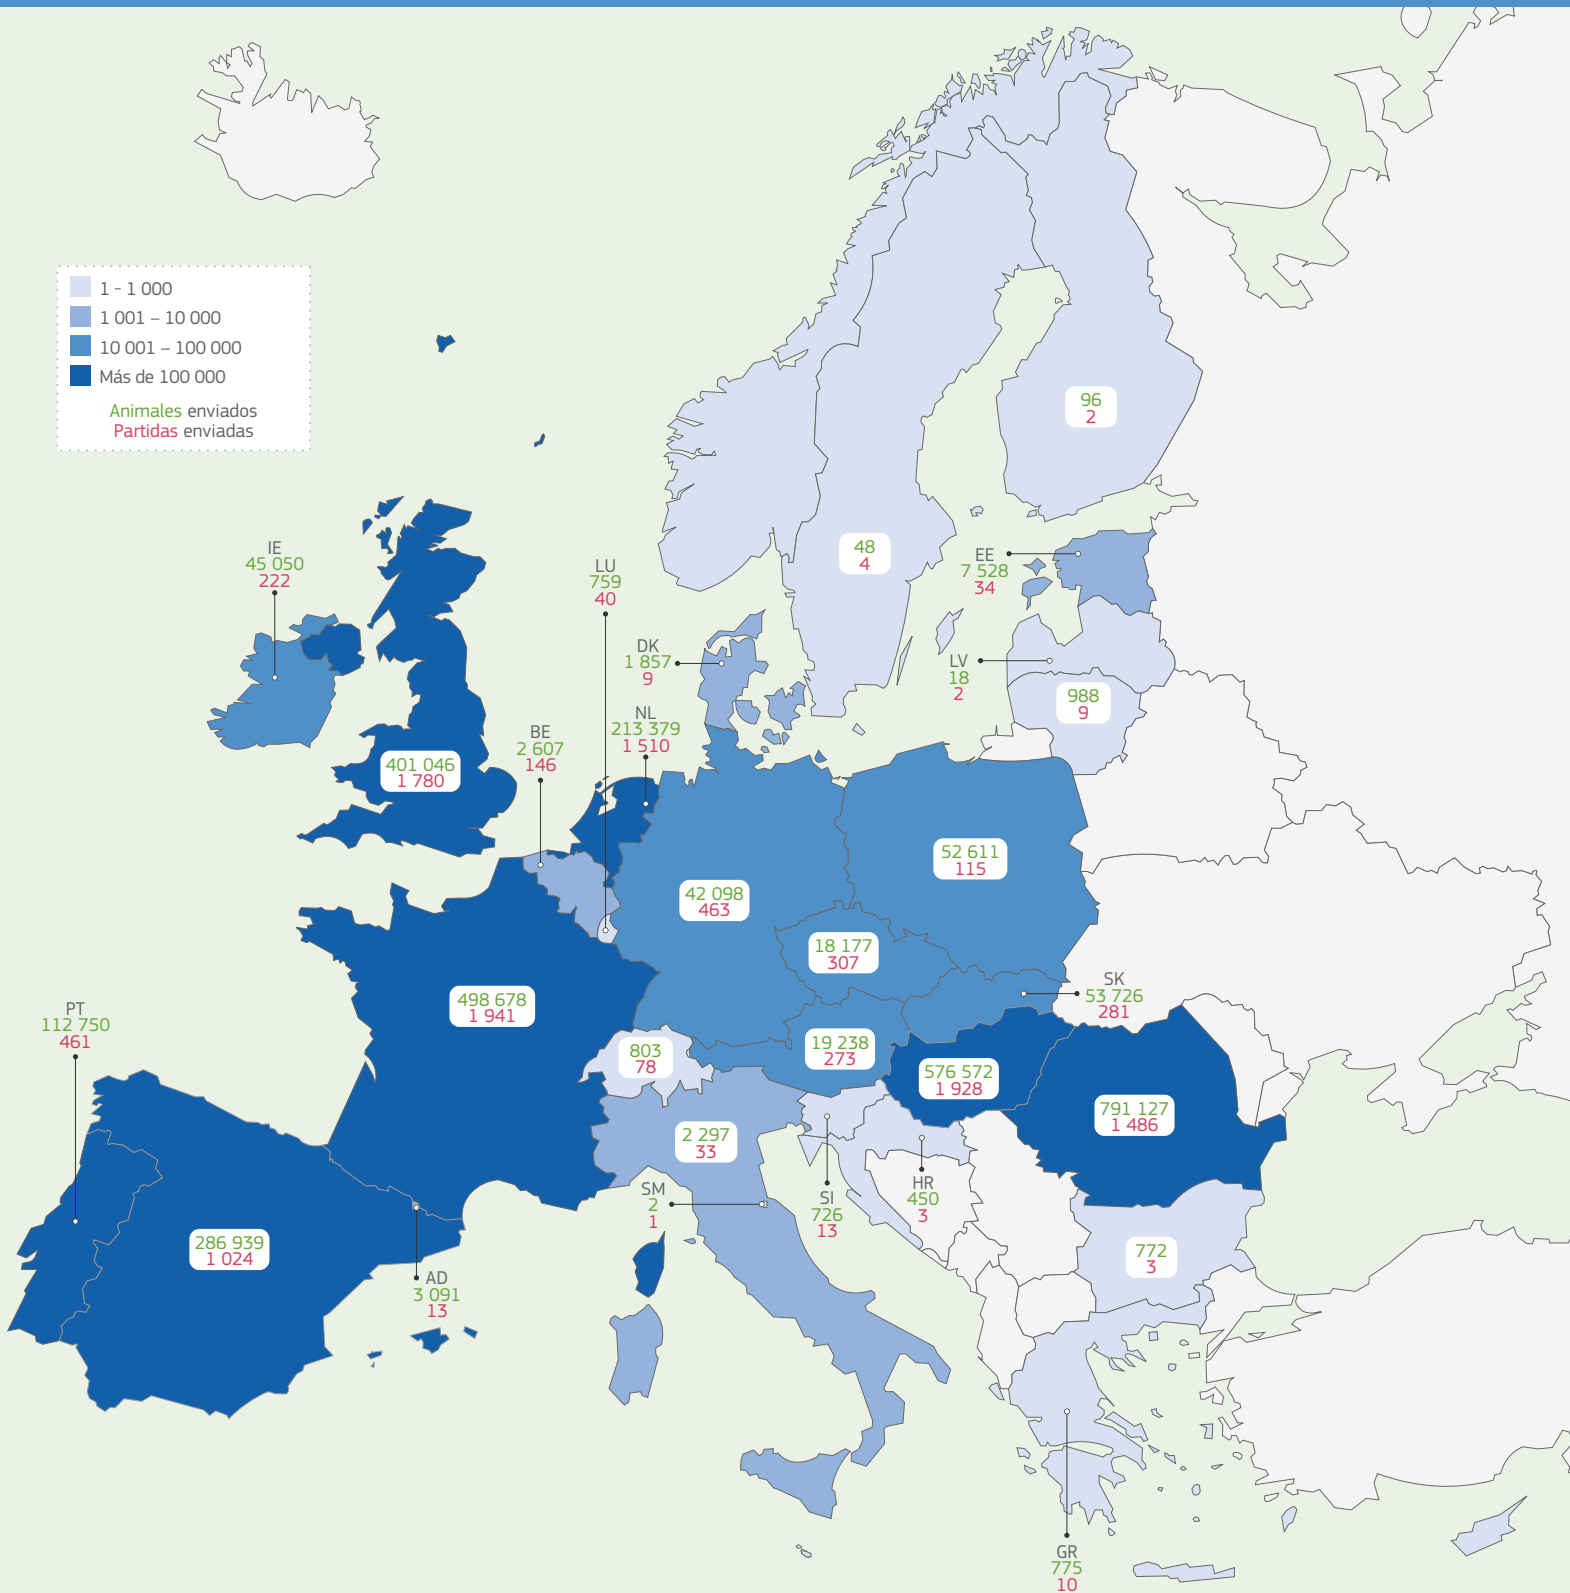 1 - 1 000
1 001 – 10 000
10 001 – 100 000
Más de 100 000
Animales enviados
Partidas enviadas
96
2
IE
45 050
222
LU
759
40
48
4
EE
7 528
34
DK
1 857
9
LV
18
2
988
9
NL
213 379
1 510
BE
2 607
146
401 046
1 780
52 611
115
42 098
463
18 177
307
SK
53 726
281
498 678
1 941
PT
112 750
461
803
78
19 238
273
576 572
1 928
791 127
1 486
2 297
33
SM
2
1
SI
726
13
HR
450
3
286 939
1 024
772
3
AD
3 091
13
GR
775
10